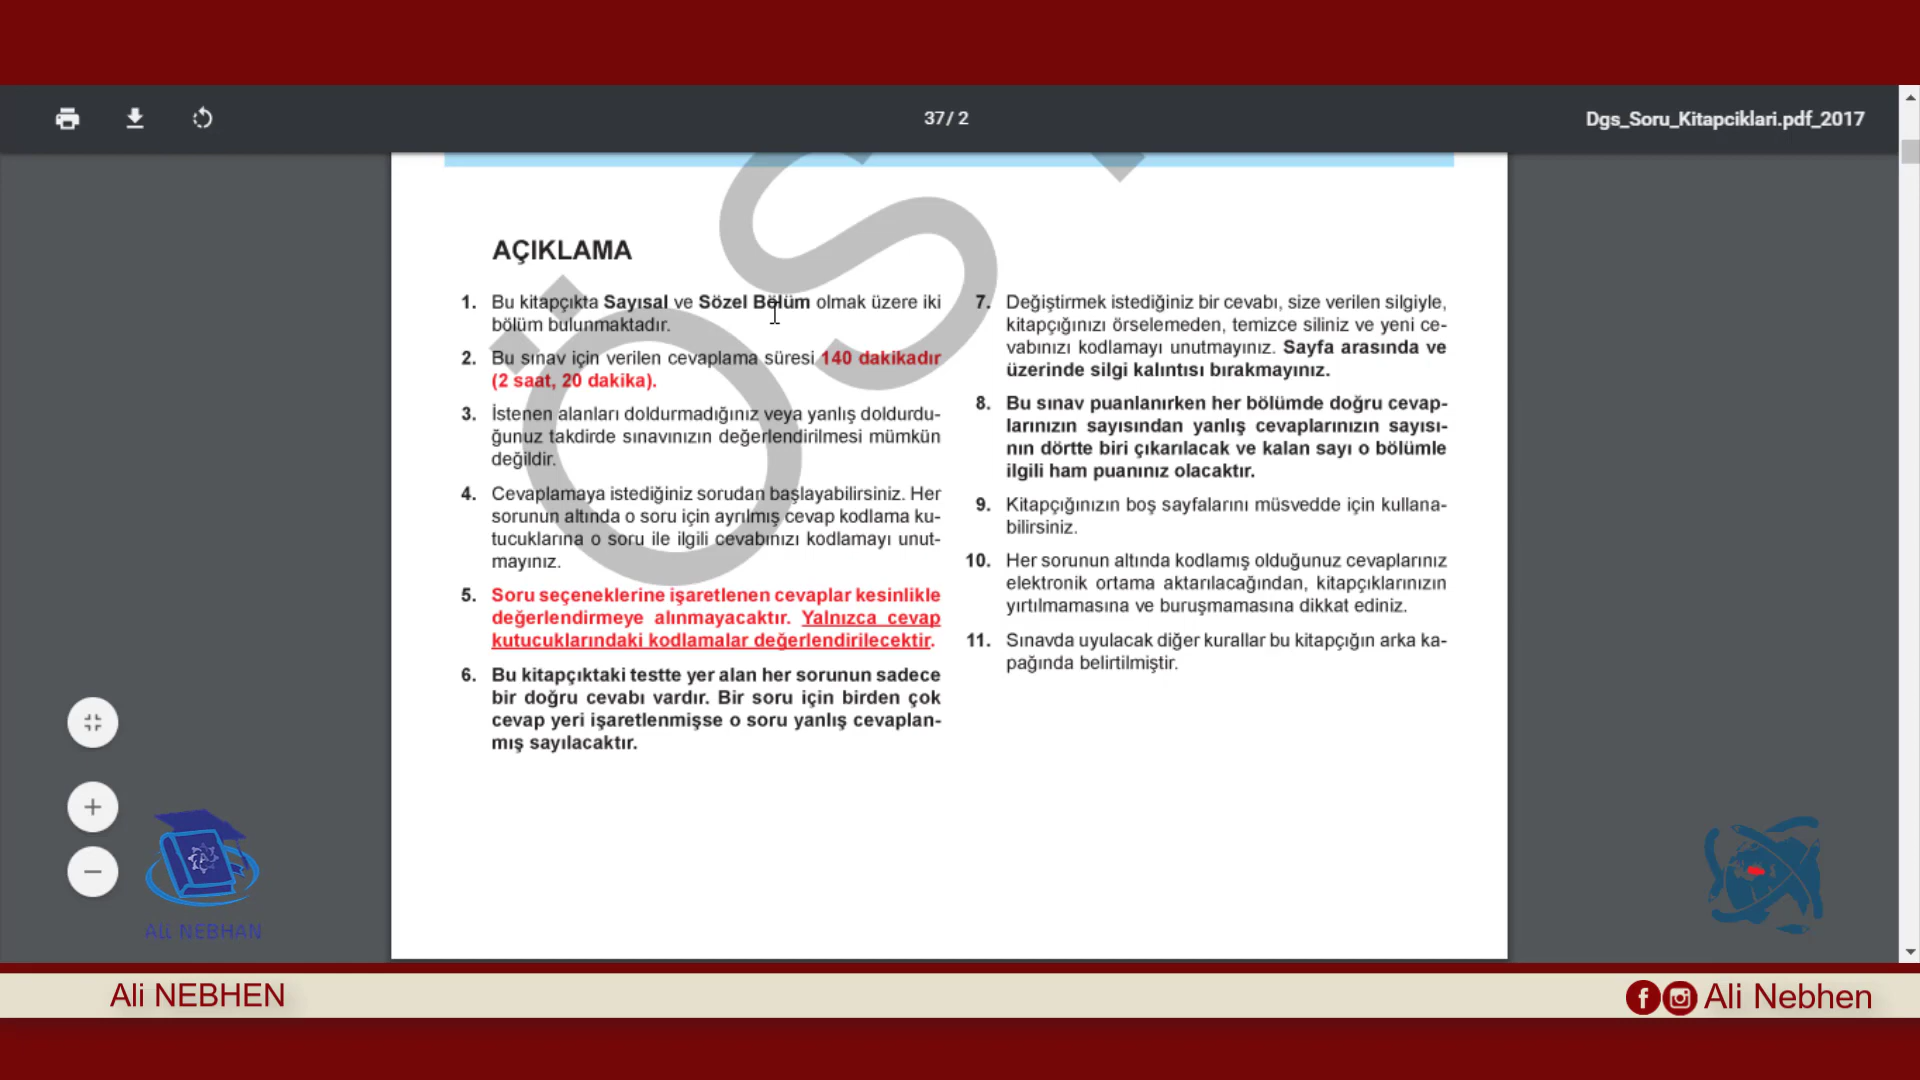 37/ 2
Dgs_Soru_Kitapciklari.pdf_2017
ÖS
AÇIKLAMA
1. Bu kitapçıkta Sayısal ve Sözel Bölüm olmak üzere iki
bölüm bulunmaktadır.
2. Bu sınav için verilen cevaplama süresi 140 dakikadır
(2 saat, 20 dakika).
3. İstenen alanları doldurmadığınız veya yanlış doldurdu-
ğunuz takdirde sınavınızın değerlendirilmesi mümkün
değildir.
4. Cevaplamaya istediğiniz sorudan başlayabilirsiniz. Her
sorunun altında o soru için ayrılmış cevap kodlama ku-
tucuklarına o soru ile ilgili cevabınızı kodlamayı unut-
mayınız.
5. Soru seçeneklerine işaretlenen cevaplar kesinlikle
değerlendirmeye alınmayacaktır. Yalnızca cevap
kutucuklarındaki kodlamalar değerlendirilecektir.
6. Bu kitapçıktaki testte yer alan her sorunun sadece
bir doğru cevabı vardır. Bir soru için birden çok
cevap yeri işaretlenmişse o soru yanlış cevaplan-
mış sayılacaktır.
7. Değiştirmek istediğiniz bir cevabı, size verilen silgiyle,
kitapçığınızı örselemeden, temizce siliniz ve yeni ce-
vabınızı kodlamayı unutmayınız. Sayfa arasında ve
üzerinde silgi kalıntısı bırakmayınız.
8. Bu sınav puanlanırken her bölümde doğru cevap-
larınızın sayısından yanlış cevaplarınızın sayısı-
nın dörtte biri çıkarılacak ve kalan sayı o bölümle
ilgili ham puanınız olacaktır.
9. Kitapçığınızın boş sayfalarını müsvedde için kullana-
bilirsiniz.
10. Her sorunun altında kodlamış olduğunuz cevaplarınız
elektronik ortama aktarılacağından, kitapçıklarınızın
yırtılmamasına ve buruşmamasına dikkat ediniz.
11. Sınavda uyulacak diğer kurallar bu kitapçığın arka ka-
pağında belirtilmiştir.
ALİ NEBHAN
Ali NEBHEN
Ali Nebhen